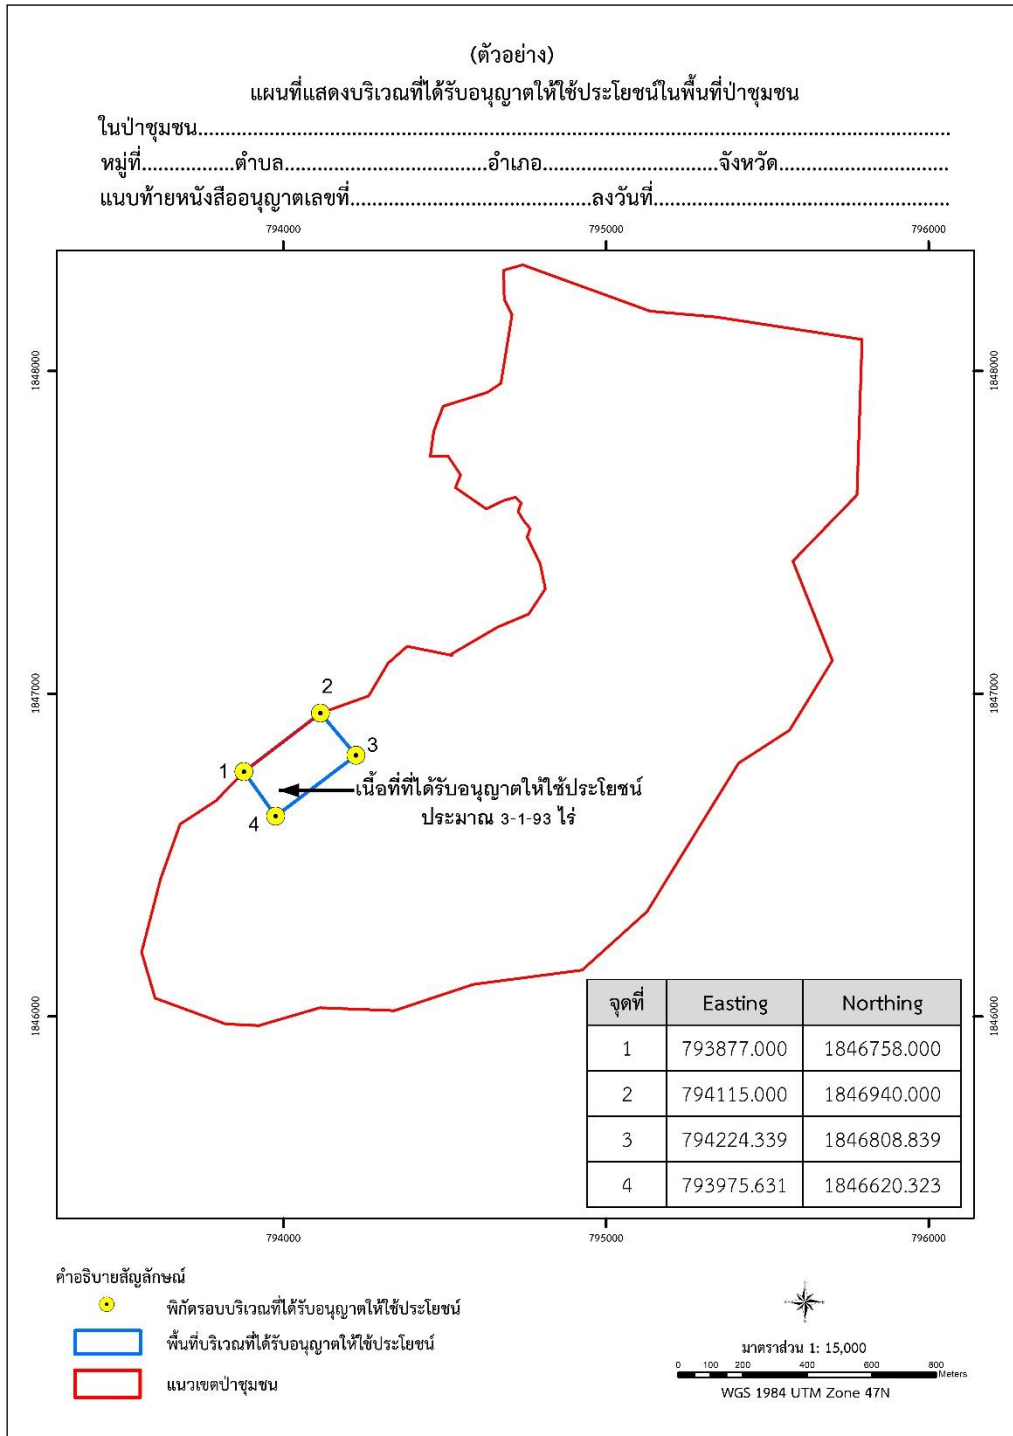 (ตัวอย่าง)
แผนที่แสดงบริเวณที่ได้รับอนุญาตให้ใช้ประโยชน์ในพื้นที่ป่าชุมชน
ในป่าชุมชน..........................................................................................................................................
หมู่ที่.................ตำบล.....................................อำเภอ................................จังหวัด...............................
แนบท้ายหนังสืออนุญาตเลขที่............................................ลงวันที่......................................................
794000 795000 796000
1848000 1848000
1847000 1847000
1846000 1846000
2
1
3
4
เนื้อที่ที่ได้รับอนุญาตให้ใช้ประโยชน์
ประมาณ 3-1-93 ไร่
จุดที่ Easting Northing
1 793877.000 1846758.000
2 794115.000 1846940.000
3 794224.339 1846808.839
4 793975.631 1846620.323
794000 795000 796000
คำอธิบายสัญลักษณ์
พิกัดรอบบริเวณที่ได้รับอนุญาตให้ใช้ประโยชน์
พื้นที่บริเวณที่ได้รับอนุญาตให้ใช้ประโยชน์
แนวเขตป่าชุมชน
มาตราส่วน 1: 15,000
0 100 200 400 600 800
Meters
WGS 1984 UTM Zone 47N